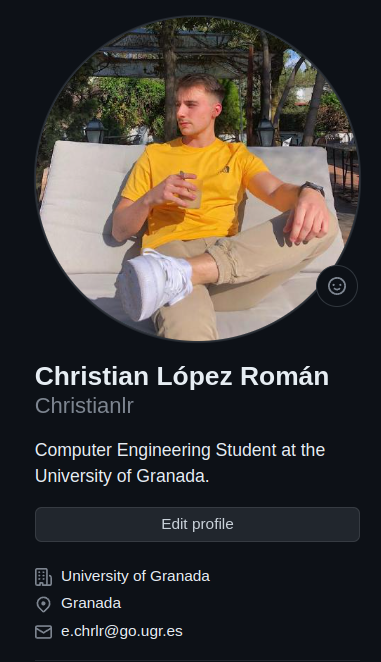 Christian López Román
Christianlr
Computer Engineering Student at the
University of Granada.
Edit profile
University of Granada
Granada
e.chrlr@go.ugr.es